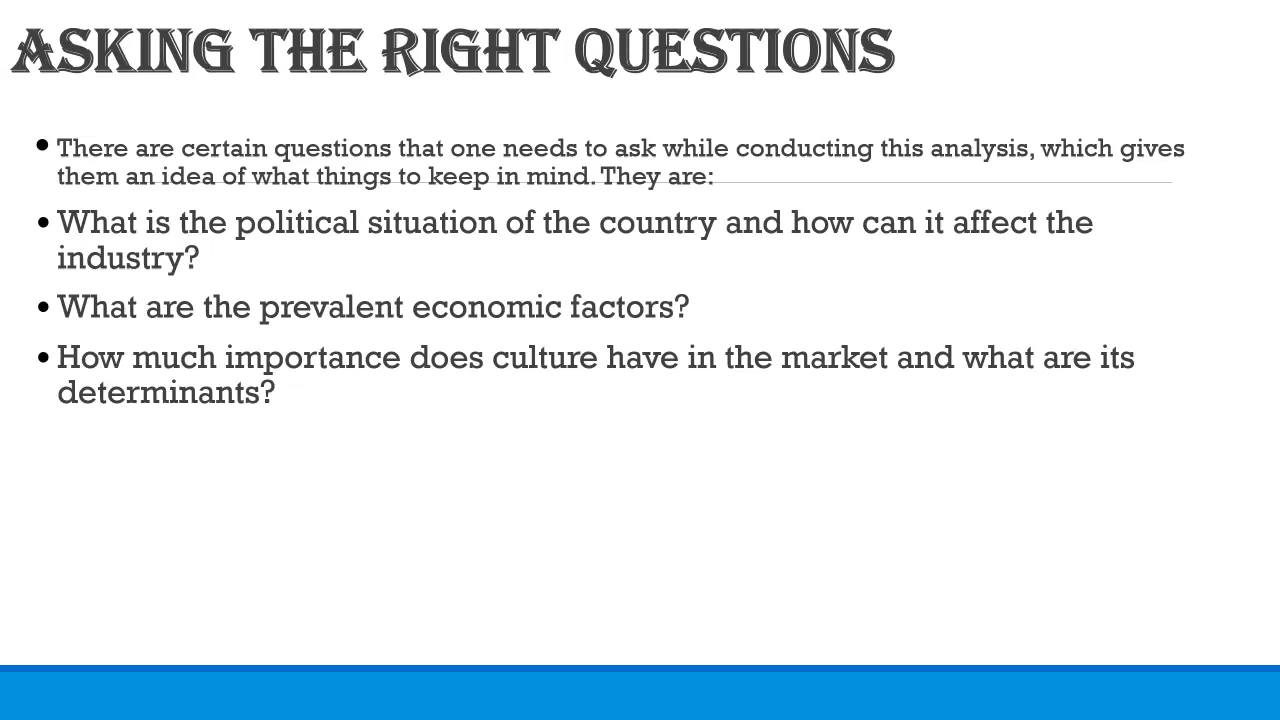 ASKING THE RIGHT QUESTIONS
• There are certain questions that one needs to ask while conducting this analysis, which gives
them an idea of what things to keep in mind. They are:
• What is the political situation of the country and how can it affect the
industry?
• What are the prevalent economic factors?
• How much importance does culture have in the market and what are its
determinants?